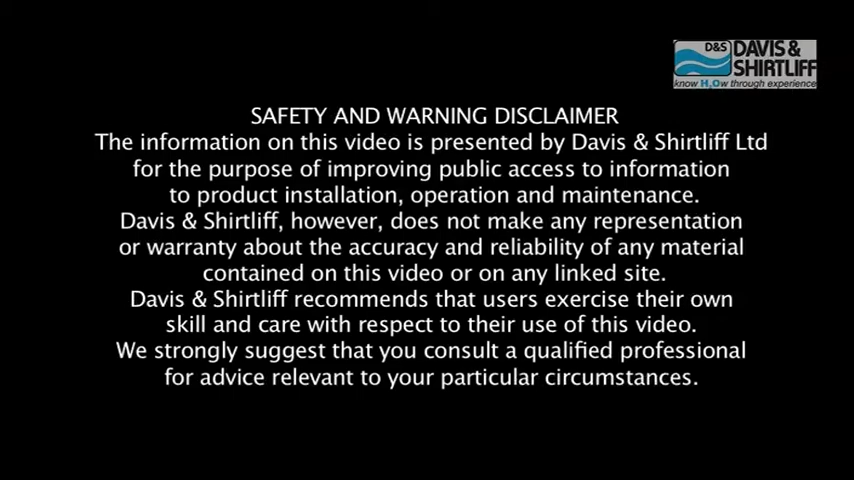 D&S DAVIS &
SHIRTLIFF
know H2Ow through experience
SAFETY AND WARNING DISCLAIMER
The information on this video is presented by Davis & Shirtliff Ltd
for the purpose of improving public access to information
to product installation, operation and maintenance.
Davis & Shirtliff, however, does not make any representation
or warranty about the accuracy and reliability of any material
contained on this video or on any linked site.
Davis & Shirtliff recommends that users exercise their own
skill and care with respect to their use of this video.
We strongly suggest that you consult a qualified professional
for advice relevant to your particular circumstances.